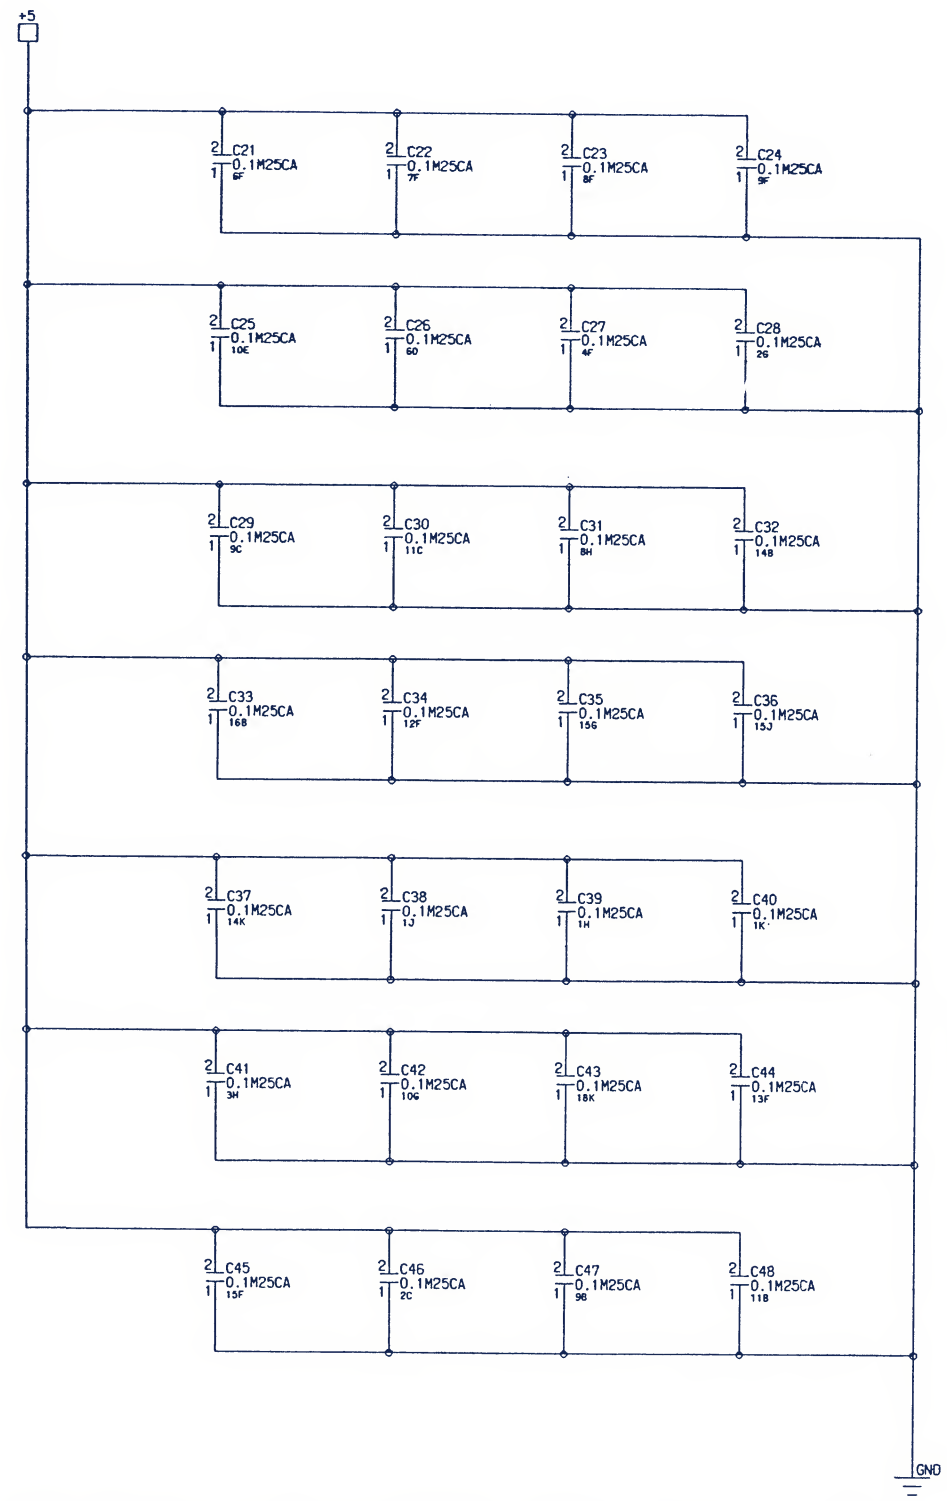 +5
2 C21
0.1M25CA
1 6F
2 C22
0.1M25CA
1 7F
2 C23
0.1M25CA
1 8F
2 C24
0.1M25CA
1 9F
2 C25
0.1M25CA
1 10E
2 C26
0.1M25CA
1 6D
2 C27
0.1M25CA
1 4F
2 C28
0.1M25CA
1 2G
2 C29
0.1M25CA
1 9C
2 C30
0.1M25CA
1 11C
2 C31
0.1M25CA
1 8H
2 C32
0.1M25CA
1 14B
2 C33
0.1M25CA
1 16B
2 C34
0.1M25CA
1 12F
2 C35
0.1M25CA
1 15G
2 C36
0.1M25CA
1 15J
2 C37
0.1M25CA
1 14K
2 C38
0.1M25CA
1 1J
2 C39
0.1M25CA
1 1H
2 C40
0.1M25CA
1 1K
2 C41
0.1M25CA
1 3H
2 C42
0.1M25CA
1 10G
2 C43
0.1M25CA
1 18K
2 C44
0.1M25CA
1 13F
2 C45
0.1M25CA
1 15F
2 C46
0.1M25CA
1 2C
2 C47
0.1M25CA
1 9B
2 C48
0.1M25CA
1 11B
GND